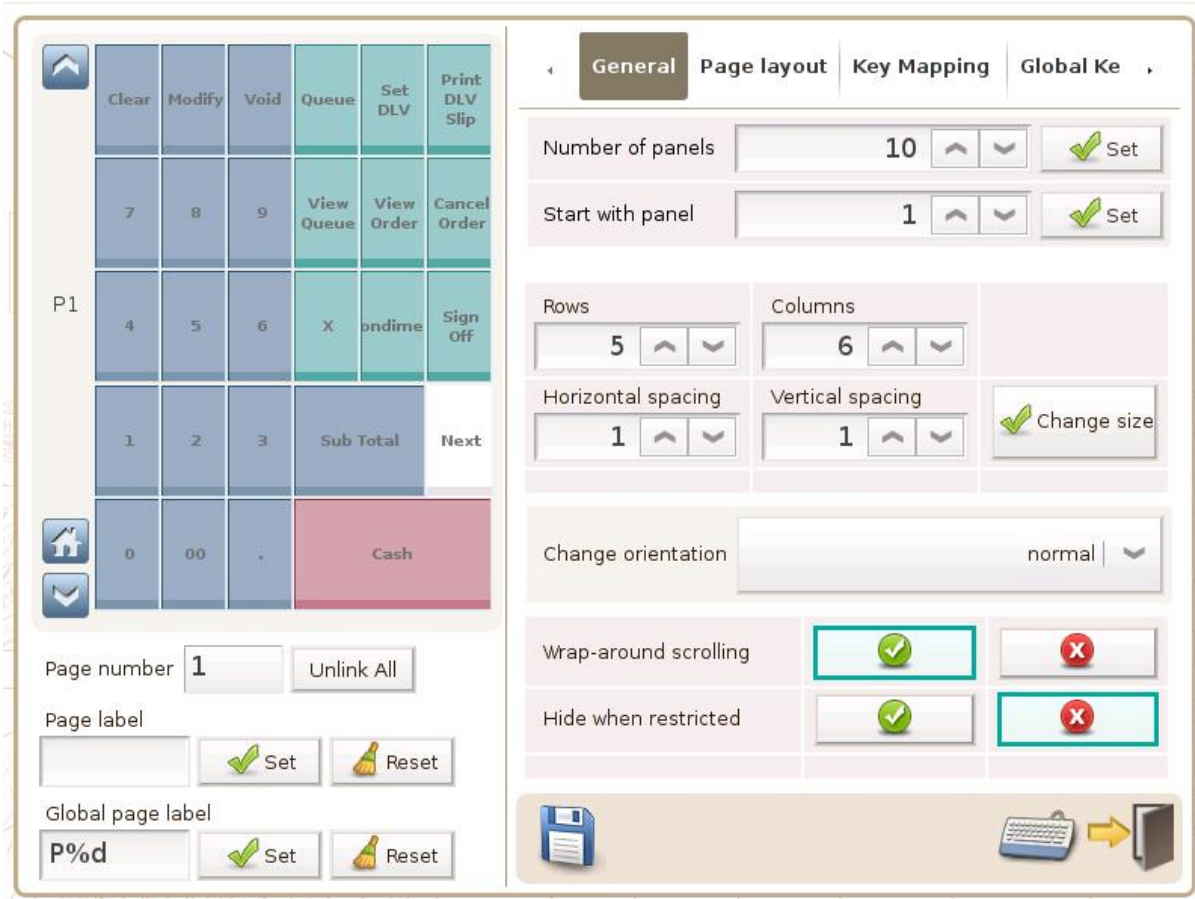 Clear Modify Void Queue Set DLV Print DLV Slip
7 8 9 View Queue View Order Cancel Order
P1
4 5 6 X ondime Sign Off
1 2 3 Sub Total Next
0 00 . Cash
Page number 1 Unlink All
Page label
Set Reset
Global page label
P%d Set Reset
General Page layout Key Mapping Global Ke
Number of panels 10 Set
Start with panel 1 Set
Rows Columns
5 6
Horizontal spacing Vertical spacing
1 1 Change size
Change orientation normal
Wrap-around scrolling
Hide when restricted